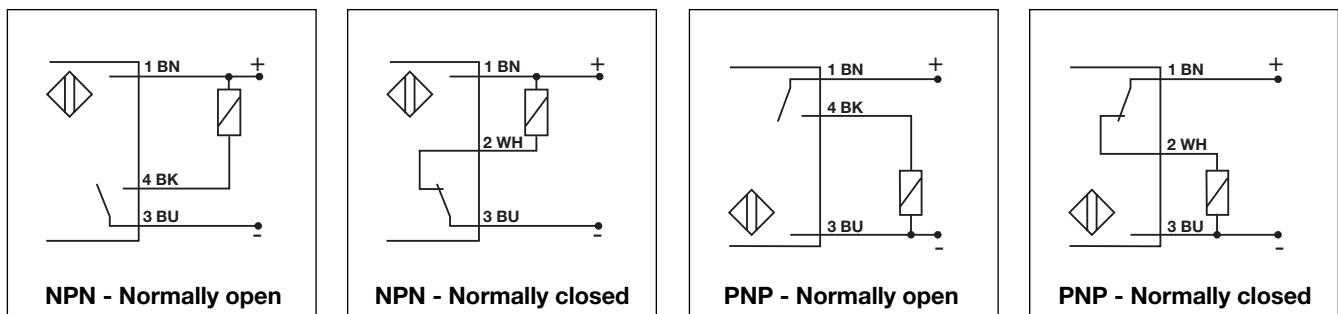 1 BN
+
4 BK
3 BU
-
NPN - Normally open
1 BN
+
2 WH
3 BU
-
NPN - Normally closed
1 BN
+
4 BK
3 BU
-
PNP - Normally open
1 BN
+
2 WH
3 BU
-
PNP - Normally closed